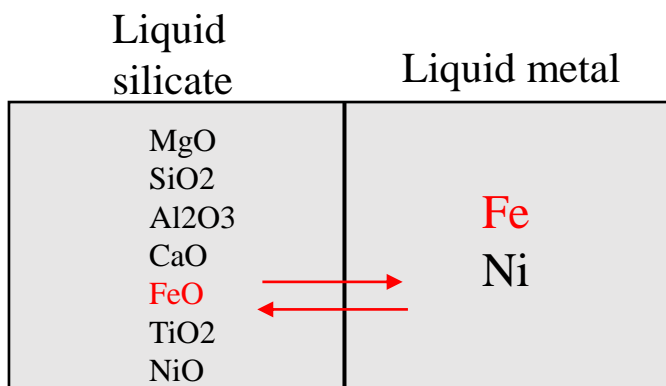 Liquid
silicate
Liquid metal
MgO
SiO2
Al2O3
CaO
FeO
TiO2
NiO
Fe
Ni